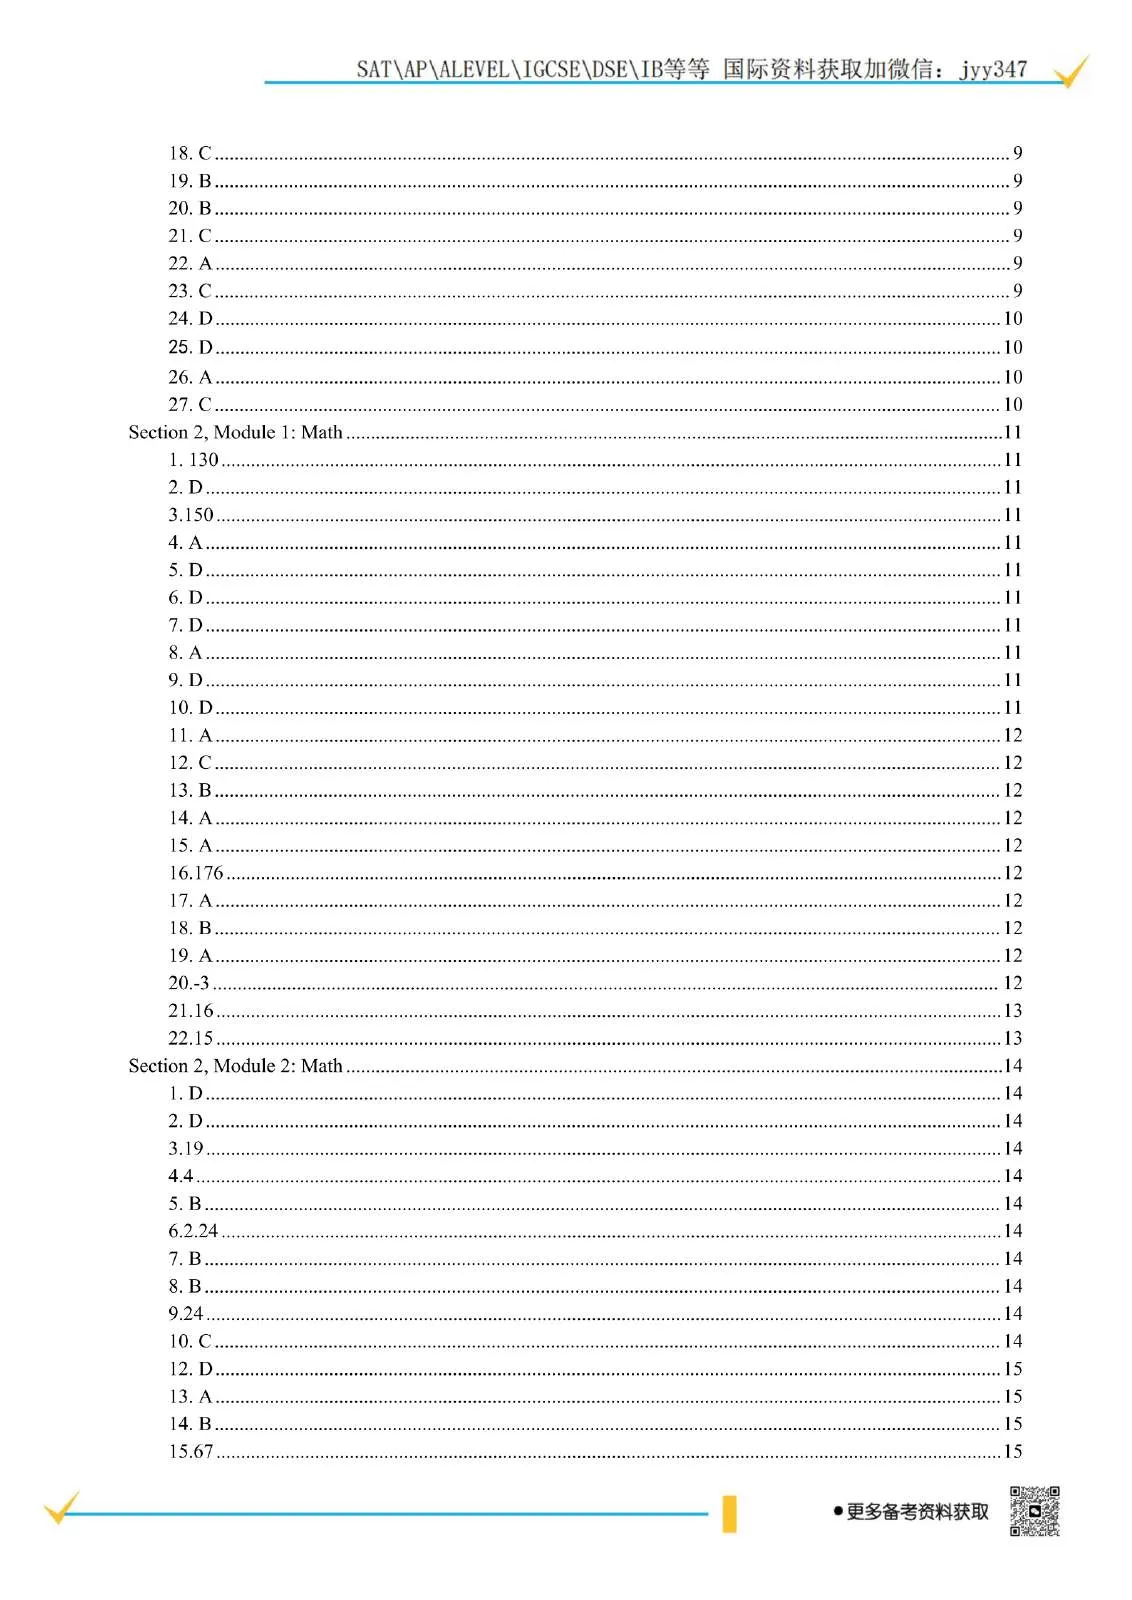 SAT\AP\ALEVEL\IGCSE\DSE\IB等等 国际资料获取加微信：jyy347
18. C........9
19. B........9
20. B........9
21. C........9
22. A........9
23. C........9
24. D........10
25. D........10
26. A........10
27. C........10
Section 2, Module 1: Math........11
1. 130........11
2. D........11
3.150........11
4. A........11
5. D........11
6. D........11
7. D........11
8. A........11
9. D........11
10. D........11
11. A........12
12. C........12
13. B........12
14. A........12
15. A........12
16.176........12
17. A........12
18. B........12
19. A........12
20.-3........12
21.16........13
22.15........13
Section 2, Module 2: Math........14
1. D........14
2. D........14
3.19........14
4.4........14
5. B........14
6.2.24........14
7. B........14
8. B........14
9.24........14
10. C........14
12. D........15
13. A........15
14. B........15
15.67........15
●更多备考资料获取